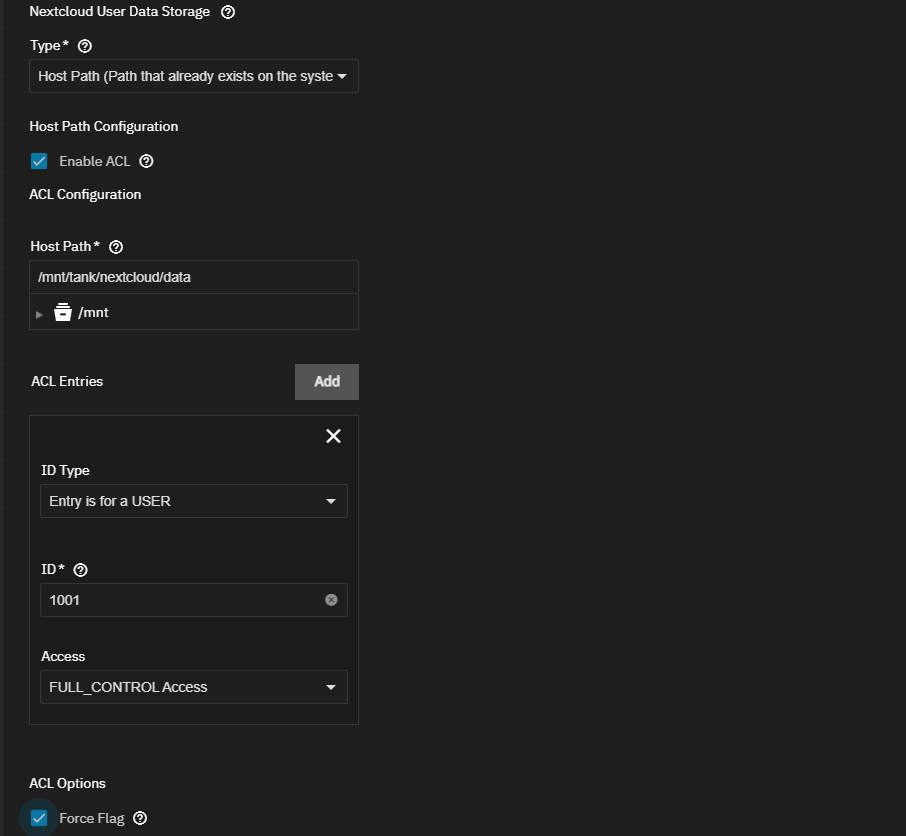 Nextcloud User Data Storage
Type*
Host Path (Path that already exists on the syste
Host Path Configuration
Enable ACL
ACL Configuration
Host Path*
/mnt/tank/nextcloud/data
/mnt
ACL Entries
Add
ID Type
Entry is for a USER
ID*
1001
Access
FULL_CONTROL Access
ACL Options
Force Flag